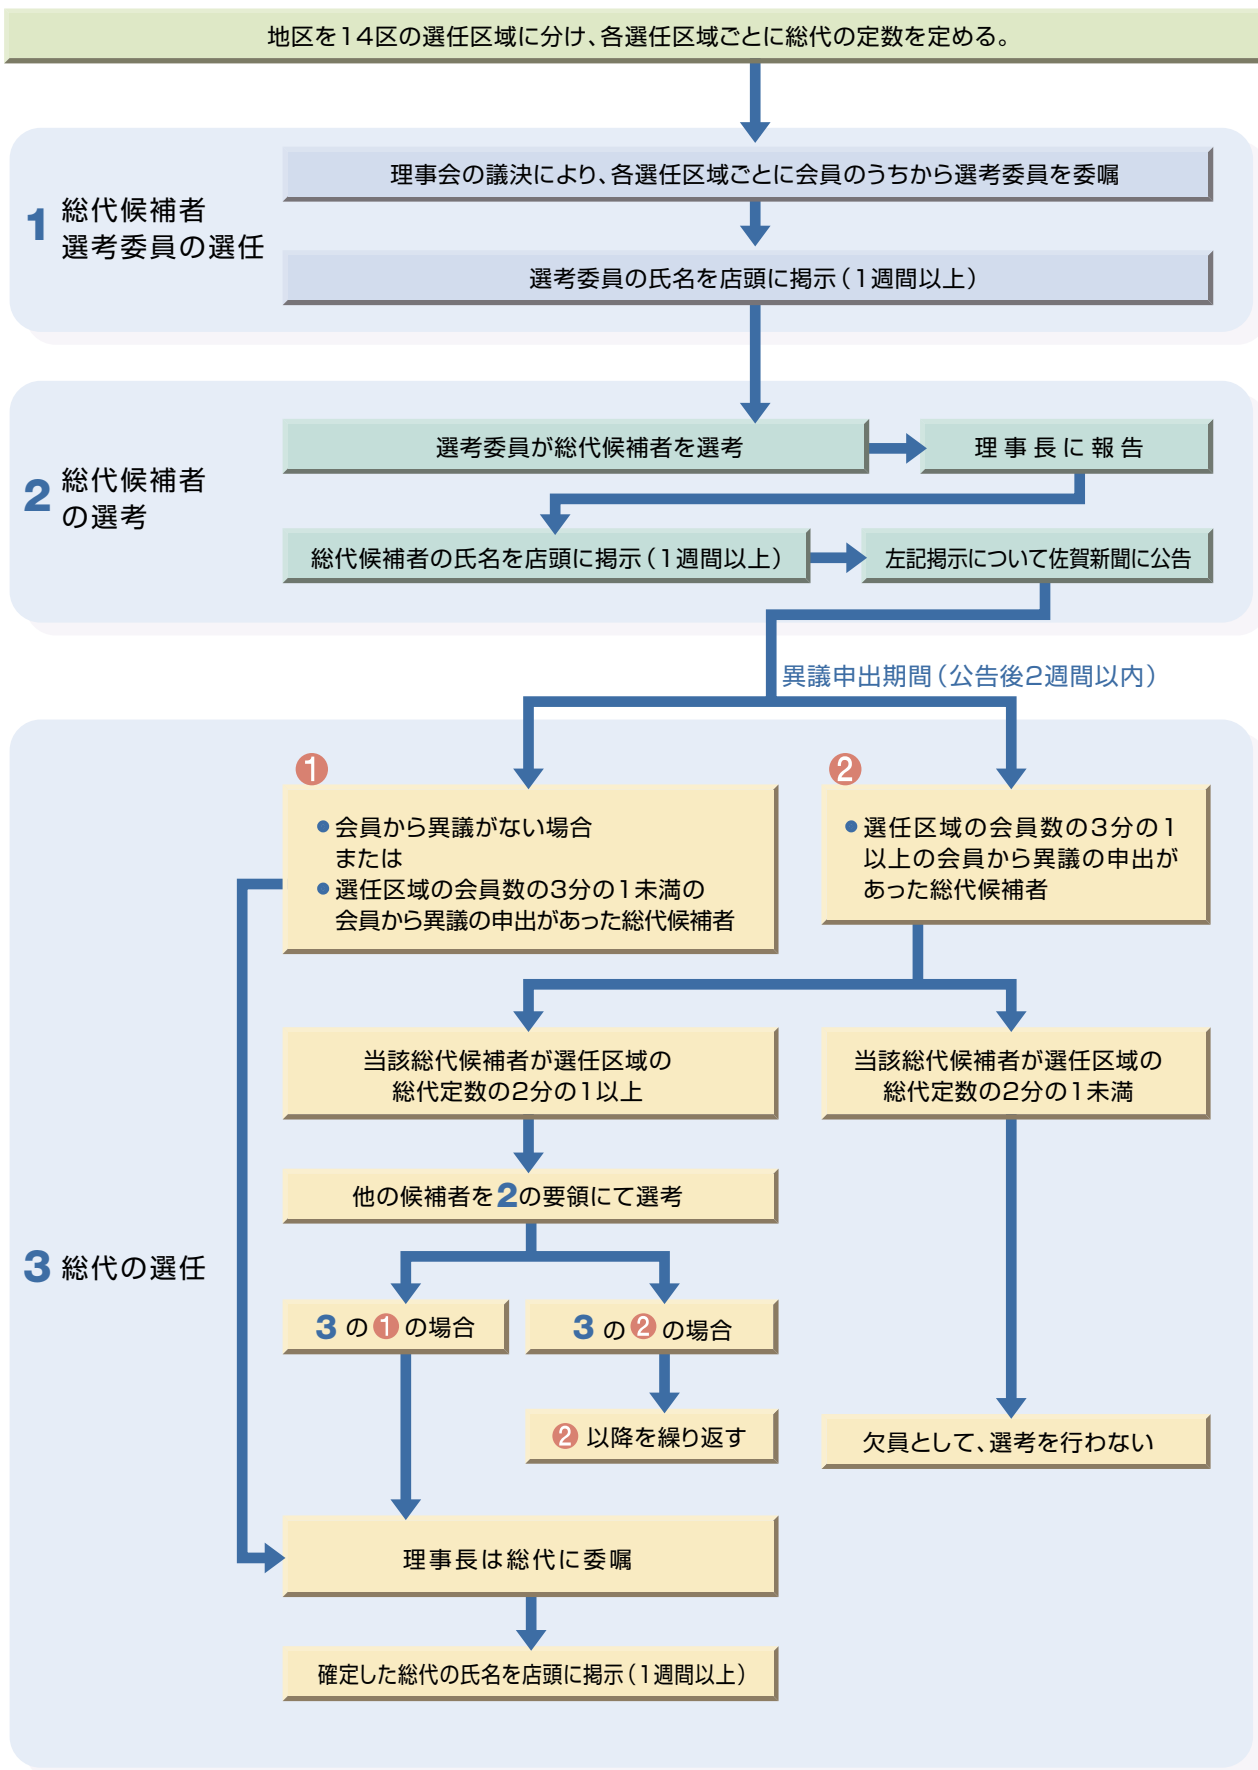 地区を14区の選任区域に分け、各選任区域ごとに総代の定数を定める。
1 総代候補者
選考委員の選任
理事会の議決により、各選任区域ごとに会員のうちから選考委員を委嘱
選考委員の氏名を店頭に掲示（1週間以上）
2 総代候補者
の選考
選考委員が総代候補者を選考
理事長に報告
総代候補者の氏名を店頭に掲示（1週間以上）
左記掲示について佐賀新聞に公告
異議申出期間（公告後2週間以内）
3 総代の選任
❶
●会員から異議がない場合
または
●選任区域の会員数の3分の1未満の
会員から異議の申出があった総代候補者
❷
●選任区域の会員数の3分の1
以上の会員から異議の申出が
あった総代候補者
当該総代候補者が選任区域の
総代定数の2分の1以上
当該総代候補者が選任区域の
総代定数の2分の1未満
他の候補者を2の要領にて選考
3 の ❶ の場合
3 の ❷ の場合
❷ 以降を繰り返す
欠員として、選考を行わない
理事長は総代に委嘱
確定した総代の氏名を店頭に掲示（1週間以上）